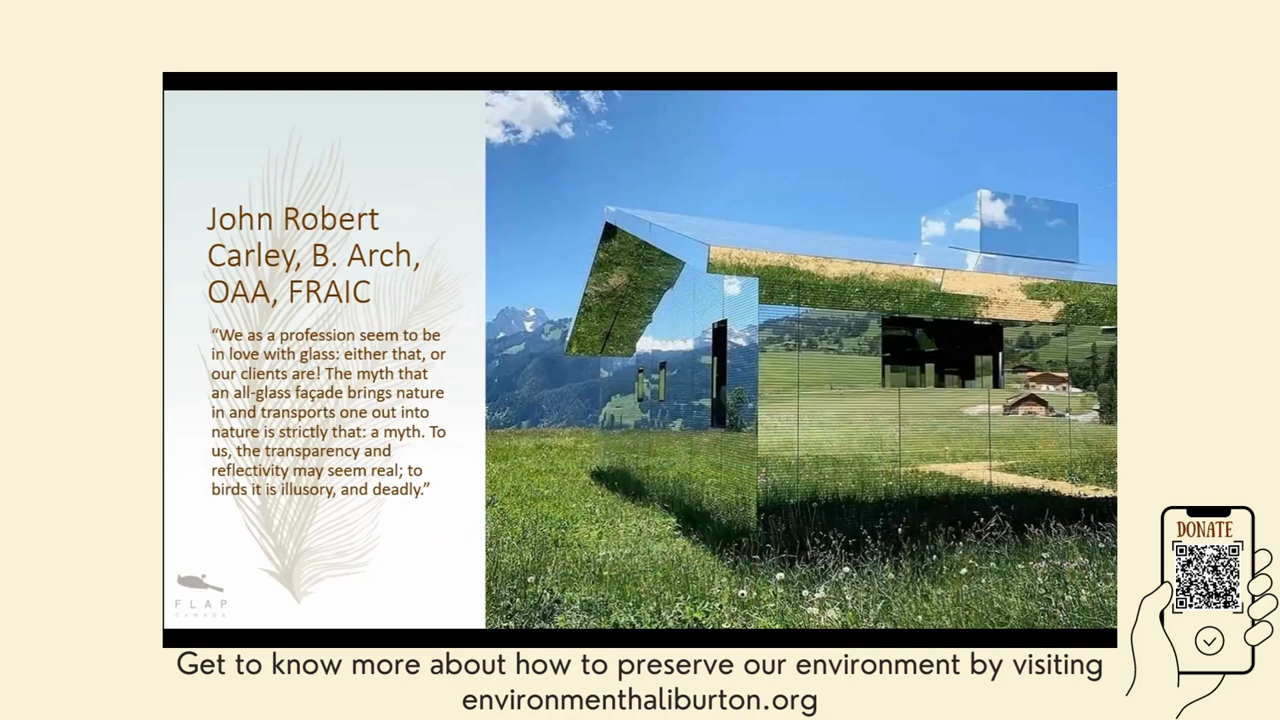 John Robert
Carley, B. Arch,
OAA, FRAIC
“We as a profession seem to be
in love with glass: either that, or
our clients are! The myth that
an all-glass façade brings nature
in and transports one out into
nature is strictly that: a myth. To
us, the transparency and
reflectivity may seem real; to
birds it is illusory, and deadly.”
FLAP
CANADA
DONATE
Get to know more about how to preserve our environment by visiting
environmenthaliburton.org